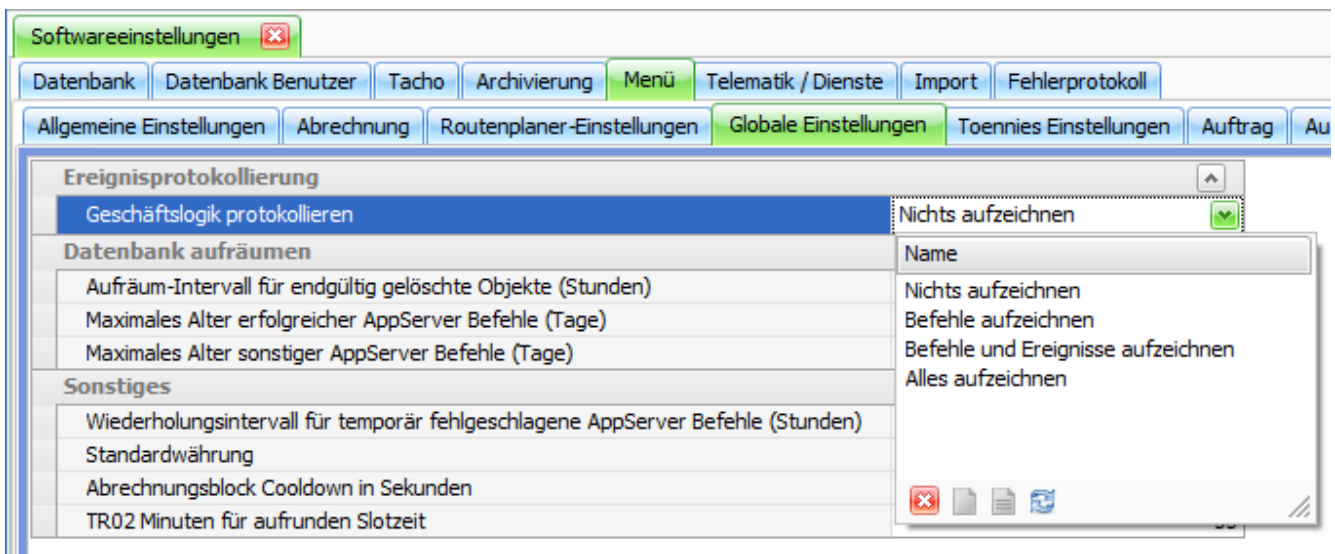 Softwareeinstellungen
Datenbank Datenbank Benutzer Tacho Archivierung Menü Telematik / Dienste Import Fehlerprotokoll
Allgemeine Einstellungen Abrechnung Routenplaner-Einstellungen Globale Einstellungen Toennies Einstellungen Auftrag Au
Ereignisprotokollierung
Geschäftslogik protokollieren Nichts aufzeichnen
Datenbank aufräumen
Name
Aufräum-Intervall für endgültig gelöschte Objekte (Stunden)
Nichts aufzeichnen
Maximales Alter erfolgreicher AppServer Befehle (Tage)
Befehle aufzeichnen
Maximales Alter sonstiger AppServer Befehle (Tage)
Befehle und Ereignisse aufzeichnen
Sonstiges
Alles aufzeichnen
Wiederholungsintervall für temporär fehlgeschlagene AppServer Befehle (Stunden)
Standardwährung
Abrechnungsblock Cooldown in Sekunden
TR02 Minuten für aufrunden Slotzeit